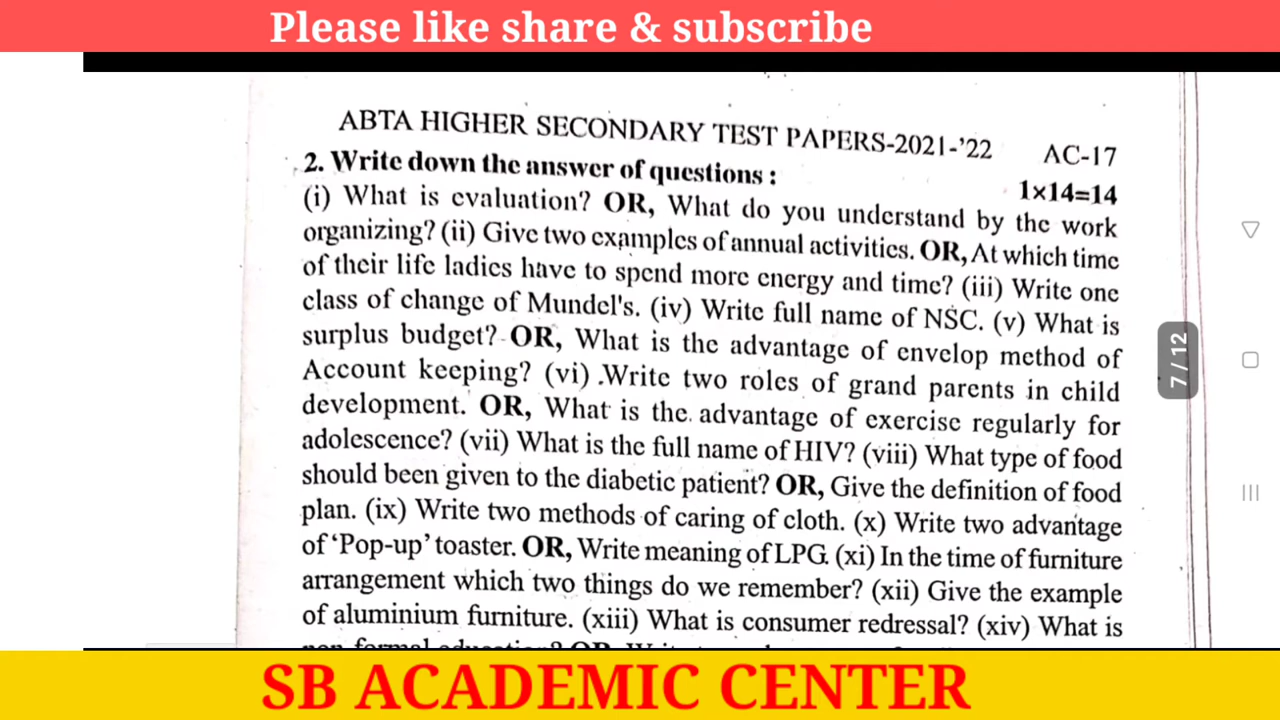 Please like share & subscribe
ABTA HIGHER SECONDARY TEST PAPERS-2021-'22 AC-17
2. Write down the answer of questions :
1×14=14
(i) What is evaluation? OR, What do you understand by the work
organizing? (ii) Give two examples of annual activities. OR, At which time
of their life ladies have to spend more energy and time? (iii) Write one
class of change of Mundel's. (iv) Write full name of NSC. (v) What is
surplus budget? OR, What is the advantage of envelop method of
Account keeping? (vi) .Write two roles of grand parents in child
development. OR, What is the advantage of exercise regularly for
adolescence? (vii) What is the full name of HIV? (viii) What type of food
should been given to the diabetic patient? OR, Give the definition of food
plan. (ix) Write two methods of caring of cloth. (x) Write two advantage
of 'Pop-up' toaster. OR, Write meaning of LPG. (xi) In the time of furniture
arrangement which two things do we remember? (xii) Give the example
of aluminium furniture. (xiii) What is consumer redressal? (xiv) What is
7 / 12
SB ACADEMIC CENTER